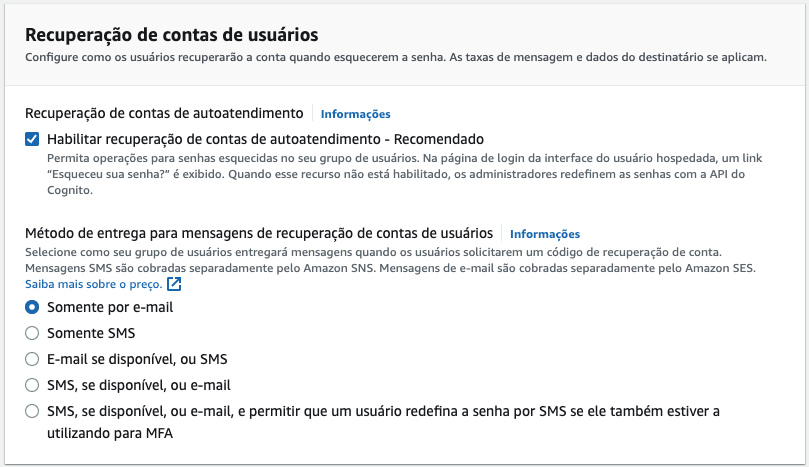 Recuperação de contas de usuários
Configure como os usuários recuperarão a conta quando esquecerem a senha. As taxas de mensagem e dados do destinatário se aplicam.
Recuperação de contas de autoatendimento Informações
Habilitar recuperação de contas de autoatendimento - Recomendado
Permita operações para senhas esquecidas no seu grupo de usuários. Na página de login da interface do usuário hospedada, um link
“Esqueceu sua senha?” é exibido. Quando esse recurso não está habilitado, os administradores redefinem as senhas com a API do
Cognito.
Método de entrega para mensagens de recuperação de contas de usuários Informações
Selecione como seu grupo de usuários entregará mensagens quando os usuários solicitarem um código de recuperação de conta.
Mensagens SMS são cobradas separadamente pelo Amazon SNS. Mensagens de e-mail são cobradas separadamente pelo Amazon SES.
Saiba mais sobre o preço.
Somente por e-mail
Somente SMS
E-mail se disponível, ou SMS
SMS, se disponível, ou e-mail
SMS, se disponível, ou e-mail, e permitir que um usuário redefina a senha por SMS se ele também estiver a
utilizando para MFA